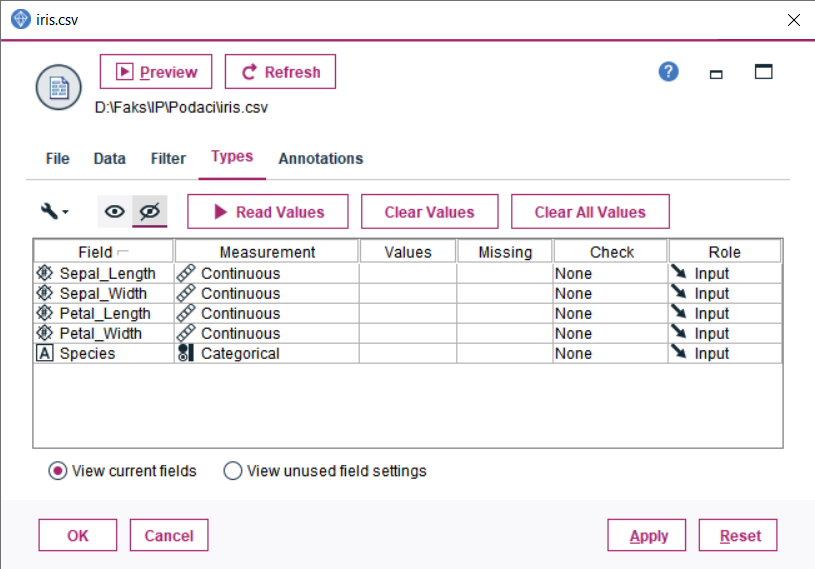 iris.csv
Preview Refresh
D:\Faks\IP\Podaci\iris.csv
File Data Filter Types Annotations
Read Values Clear Values Clear All Values
Field Measurement Values Missing Check Role
Sepal_Length Continuous None Input
Sepal_Width Continuous None Input
Petal_Length Continuous None Input
Petal_Width Continuous None Input
A Species Categorical None Input
View current fields View unused field settings
OK Cancel Apply Reset